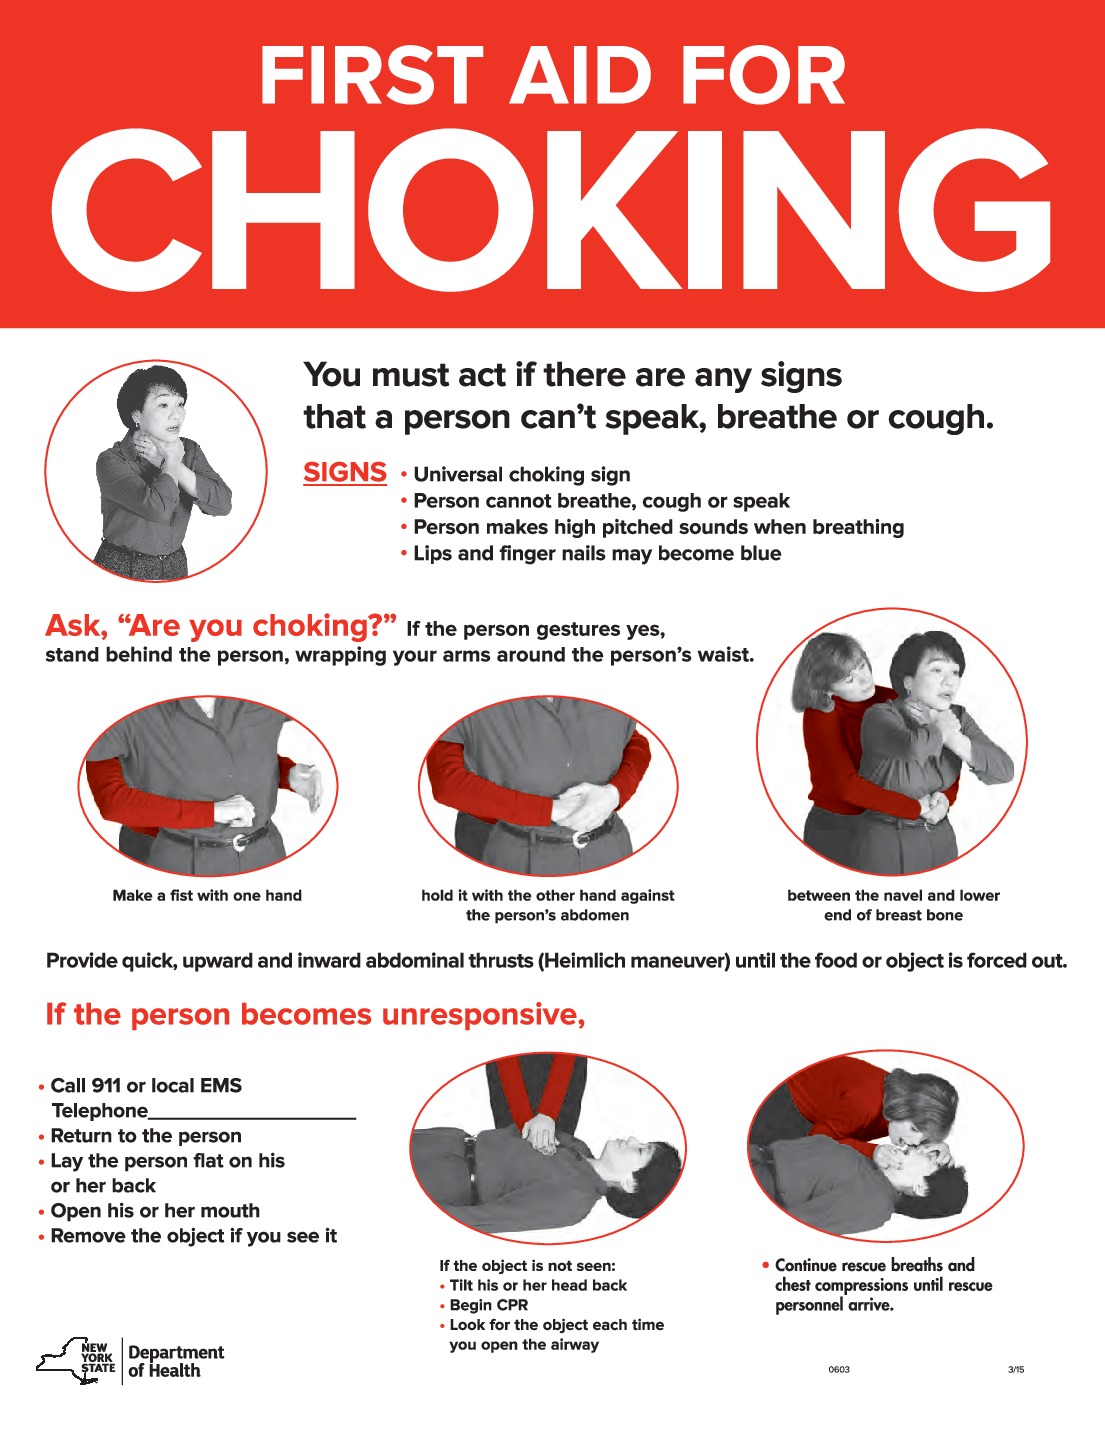 FIRST AID FOR
CHOKING
You must act if there are any signs
that a person can’t speak, breathe or cough.
SIGNS
• Universal choking sign
• Person cannot breathe, cough or speak
• Person makes high pitched sounds when breathing
• Lips and finger nails may become blue
Ask, “Are you choking?” If the person gestures yes,
stand behind the person, wrapping your arms around the person’s waist.
Make a fist with one hand
hold it with the other hand against
the person’s abdomen
between the navel and lower
end of breast bone
Provide quick, upward and inward abdominal thrusts (Heimlich maneuver) until the food or object is forced out.
If the person becomes unresponsive,
• Call 911 or local EMS
Telephone____________________
• Return to the person
• Lay the person flat on his
or her back
• Open his or her mouth
• Remove the object if you see it
If the object is not seen:
• Tilt his or her head back
• Begin CPR
• Look for the object each time
you open the airway
• Continue rescue breaths and
chest compressions until rescue
personnel arrive.
NEW
YORK
STATE
Department
of Health
0603
3/15